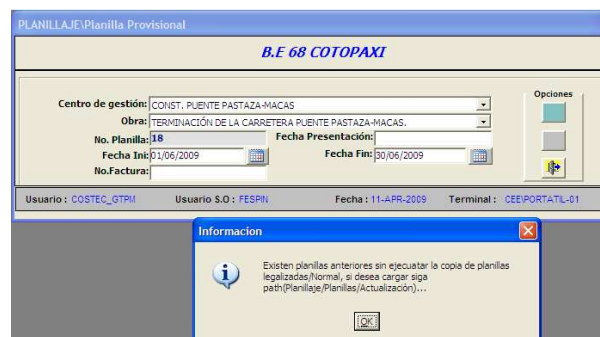 PLANILLAJE\Planilla Provisional
B.E 68 COTOPAXI
Centro de gestión: CONST. PUENTE PASTAZA-MACAS
Opciones
Obra: TERMINACIÓN DE LA CARRETERA PUENTE PASTAZA-MACAS.
No. Planilla: 18 Fecha Presentación:
Fecha Ini: 01/06/2009 Fecha Fin: 30/06/2009
No.Factura:
Usuario : COSTEC_GTPM Usuario S.O : FESPIN Fecha : 11-APR-2009 Terminal : CEE\PORTATIL-01
Informacion
Existen planillas anteriores sin ejecuatar la copia de planillas
legalizadas/Normal, si desea cargar siga
path(Planillaje/Planillas/Actualización)...
OK